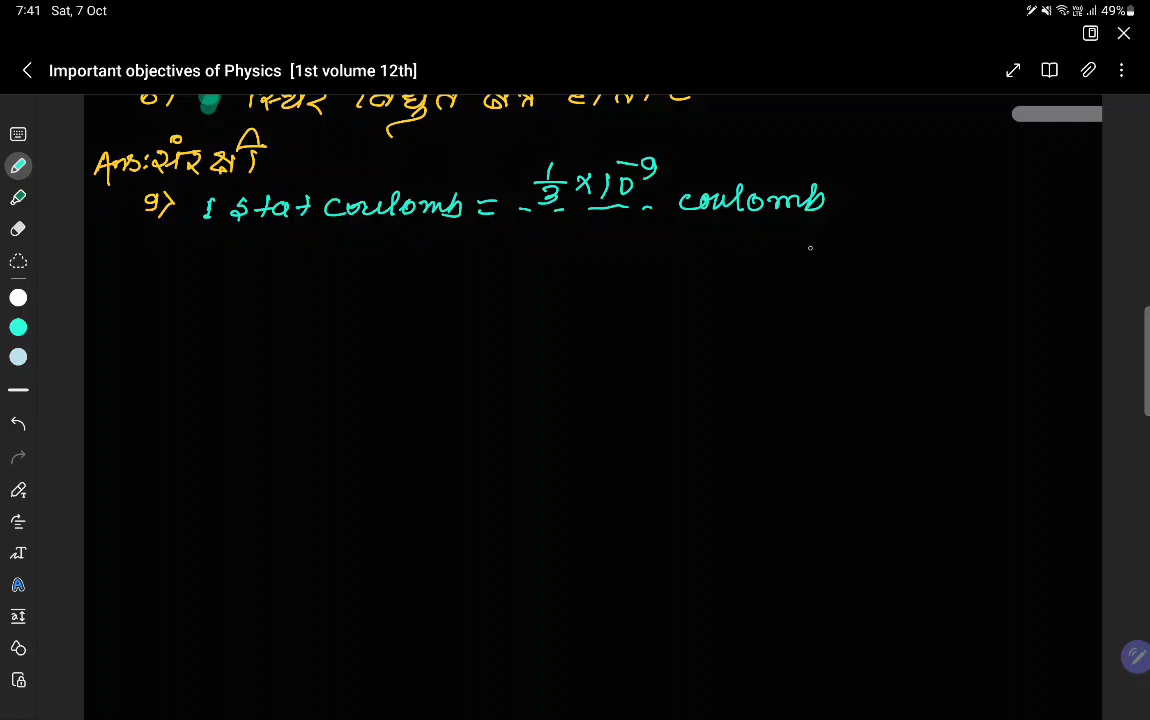 7:41 Sat, 7 Oct 49%
Important objectives of Physics [1st volume 12th]
स्थिर विद्युत क्षेत्र
Ans: संरक्षी
9) 1 stat coulomb = 1/3 × 10⁻⁹ coulomb